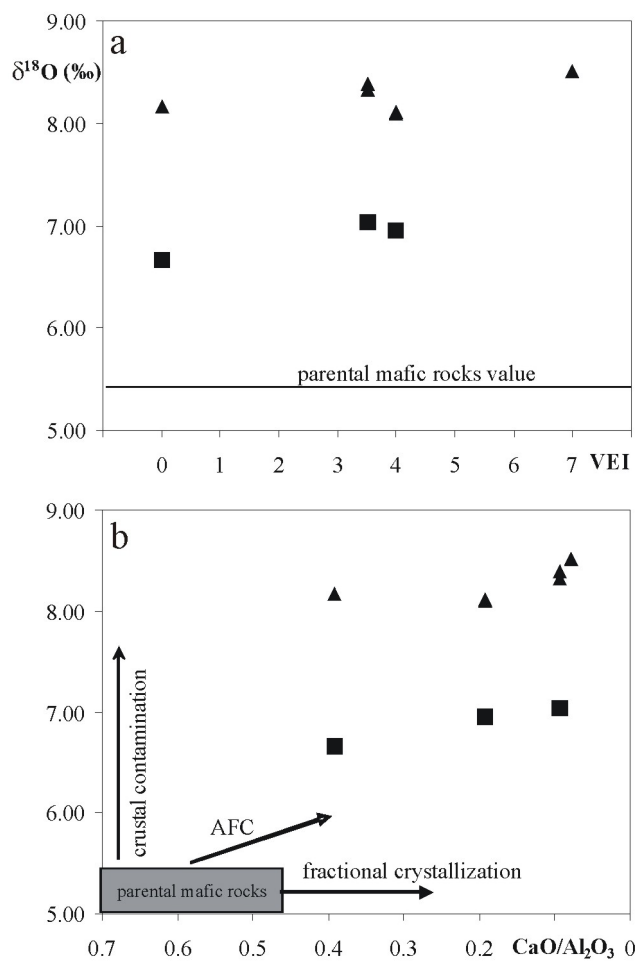 9.00
a
δ¹⁸O (‰)
8.00
7.00
6.00
parental mafic rocks value
5.00
0 1 2 3 4 5 6 7 VEI
9.00
b
8.00
7.00
crustal contamination
6.00
AFC
fractional crystallization
parental mafic rocks
5.00
0.7 0.6 0.5 0.4 0.3 0.2 CaO/Al₂O₃ 0